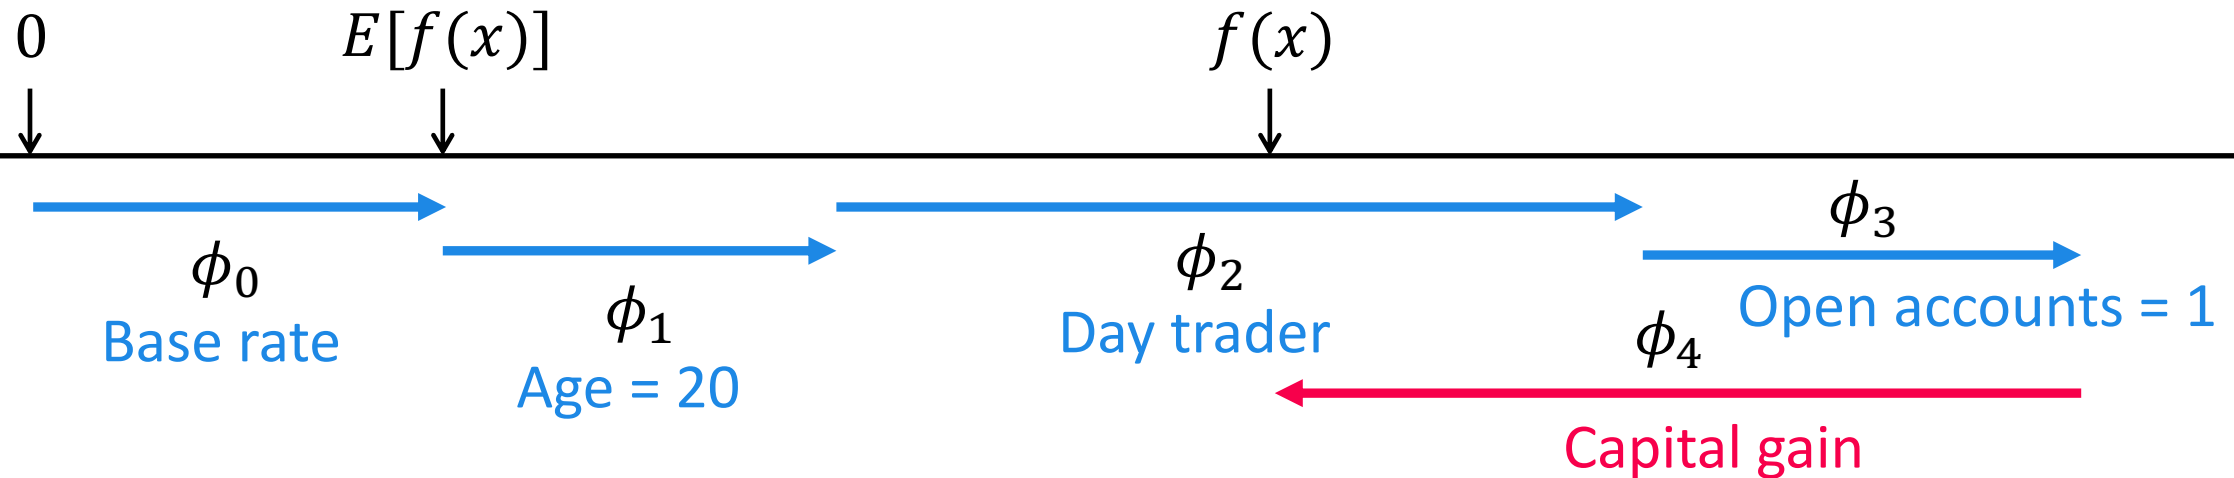 0
E[f(x)]
f(x)
ϕ₀
Base rate
ϕ₁
Age = 20
ϕ₂
Day trader
ϕ₃
Open accounts = 1
ϕ₄
Capital gain